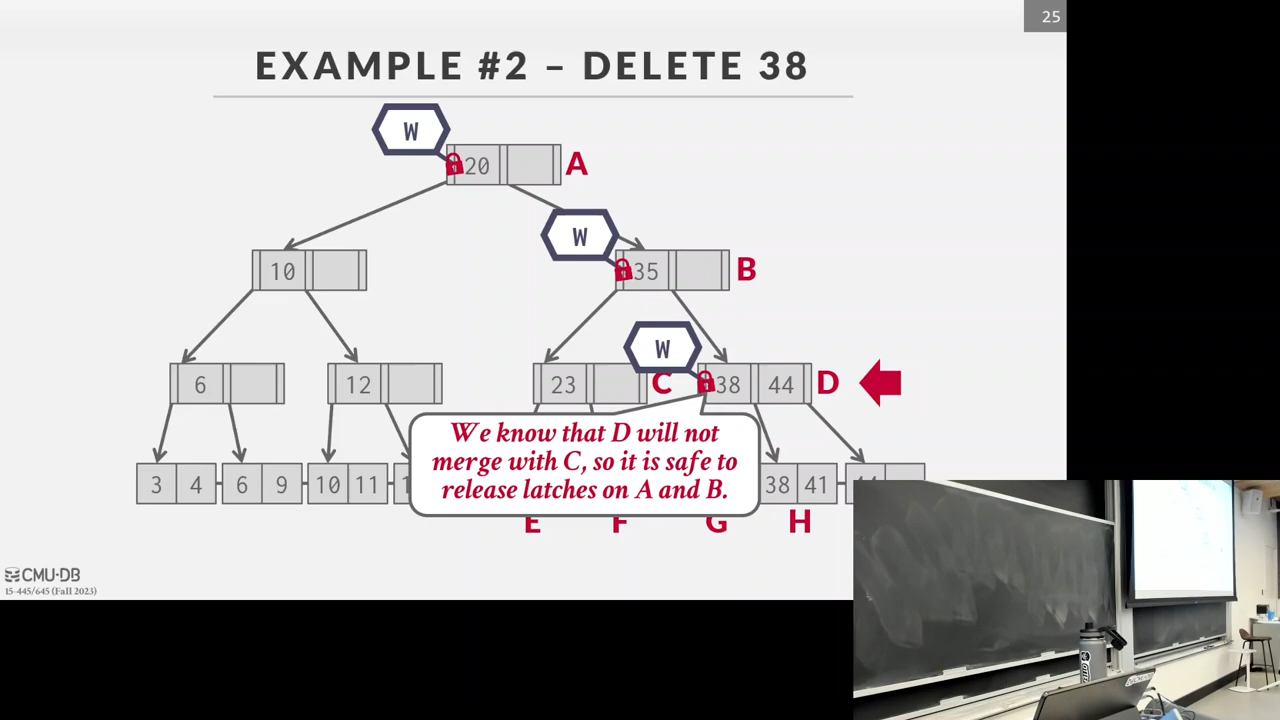 25
EXAMPLE #2 – DELETE 38
W
20
A
W
10
35
B
W
6
12
23
C
38 44
D
We know that D will not
merge with C, so it is safe to
release latches on A and B.
3 4
6 9
10 11
38 41
E
F
G
H
CMU·DB
15-445/645 (Fall 2023)